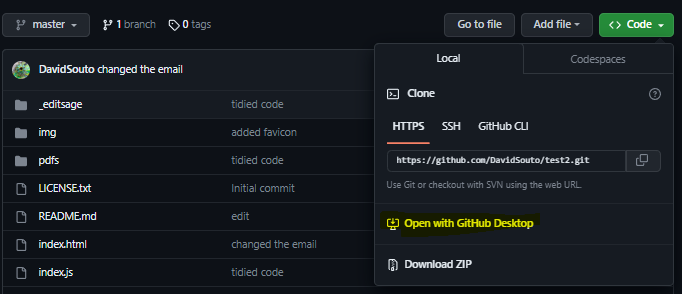 master 1 branch 0 tags Go to file Add file Code
Local Codespaces
DavidSouto changed the email
Clone
_editsage tidied code
HTTPS SSH GitHub CLI
img added favicon
https://github.com/DavidSouto/test2.git
pdfs tidied code
Use Git or checkout with SVN using the web URL.
LICENSE.txt Initial commit
README.md edit
Open with GitHub Desktop
index.html changed the email
Download ZIP
index.js tidied code